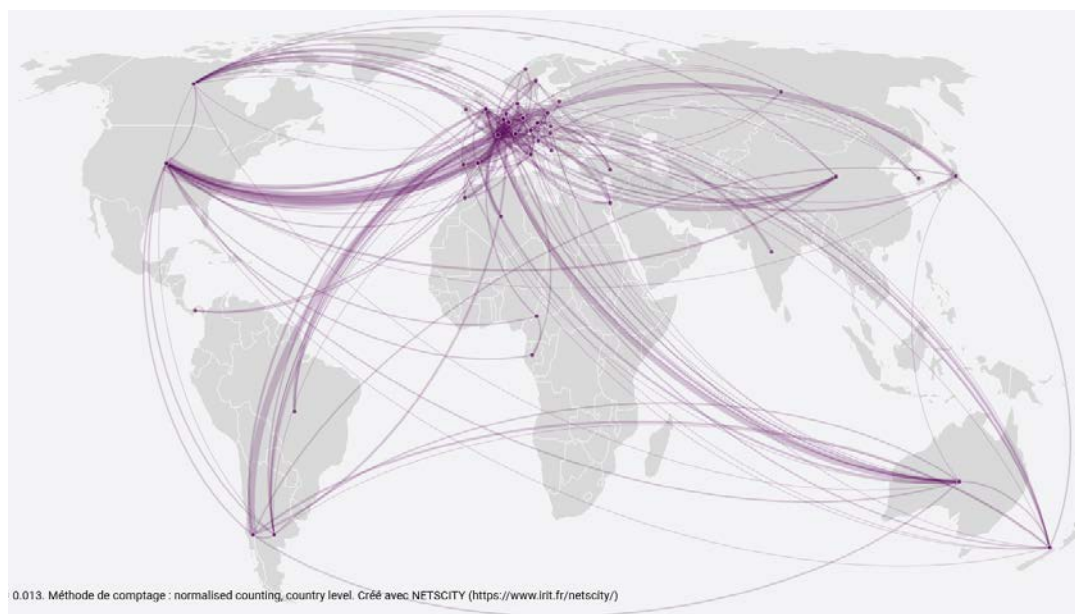 0.013. Méthode de comptage : normalised counting, country level. Créé avec NETSCITY (https://www.irit.fr/netscity/)